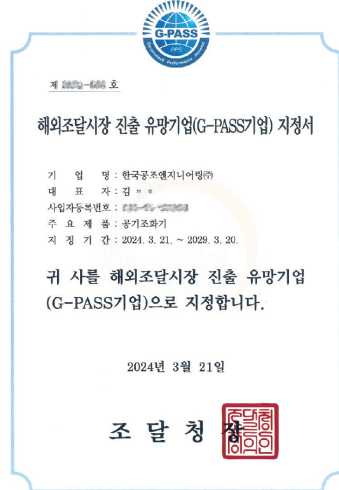 G-PASS
Government Performance Assured
PPS
제 호
해외조달시장 진출 유망기업(G-PASS기업) 지정서
기 업 명 : 한국공조엔지니어링㈜
대 표 자 : 김
사업자등록번호 :
주 요 제 품 : 공기조화기
지 정 기 간 : 2024. 3. 21. ~ 2029. 3. 20.
귀 사를 해외조달시장 진출 유망기업
(G-PASS기업)으로 지정합니다.
2024년 3월 21일
조 달 청 장